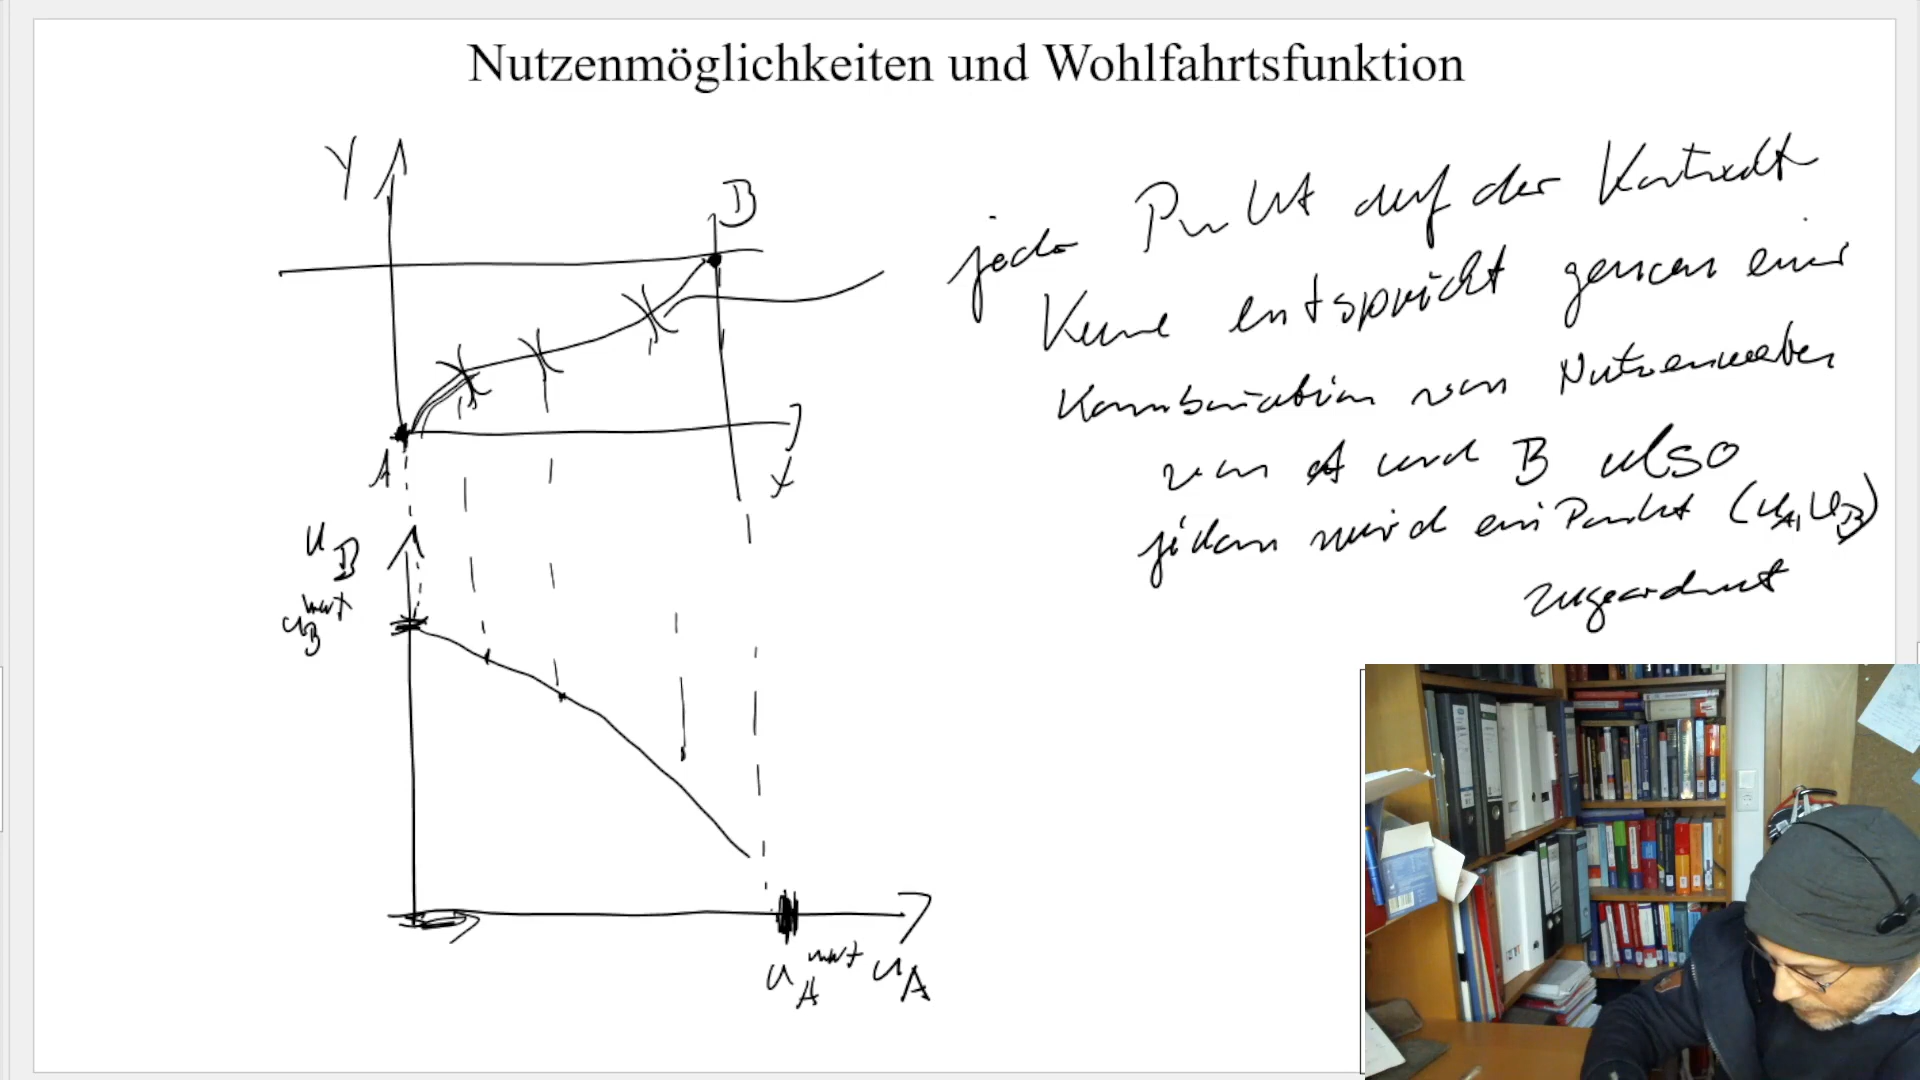 Nutzenmöglichkeiten und Wohlfahrtsfunktion
Y
B
A
X
u_B
u_B^max
u_A^max u_A
jeder Punkt auf der Kontrakt
Kurve entspricht genau einer
Kombination von Nutzenwerten
von A und B also
jedem wird ein Punkt (u_A, u_B)
zugeordnet